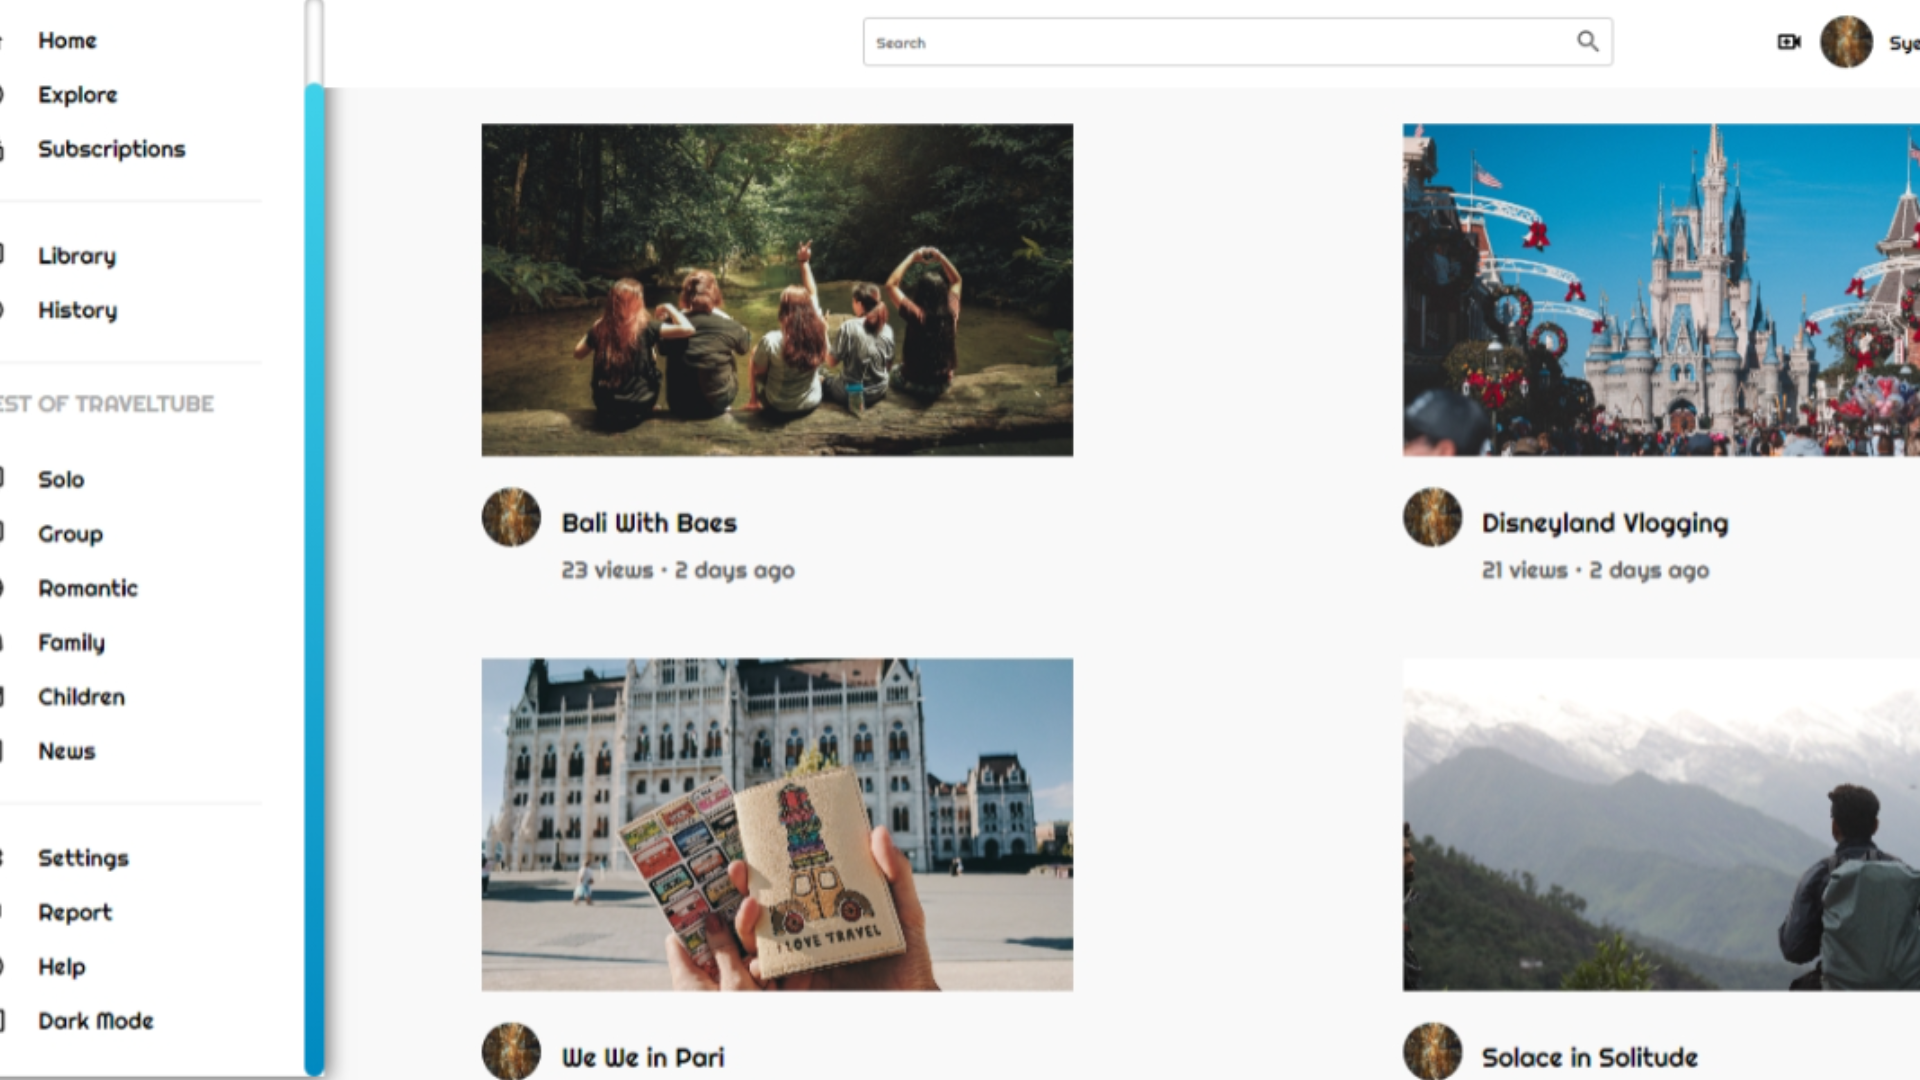 Home
Explore
Subscriptions
Library
History
EST OF TRAVELTUBE
Solo
Group
Romantic
Family
Children
News
Settings
Report
Help
Dark Mode
Search
Sye
Bali With Baes
23 views • 2 days ago
Disneyland Vlogging
21 views • 2 days ago
I LOVE TRAVEL
We We in Pari
Solace in Solitude